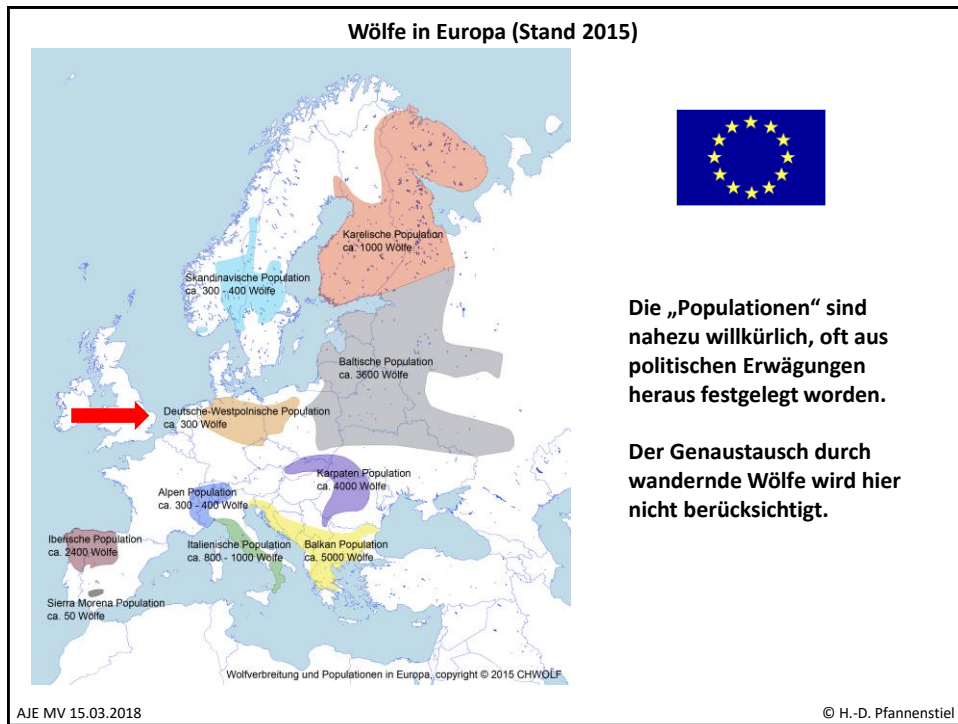 Wölfe in Europa (Stand 2015)
Karelische Population
ca. 1000 Wölfe
Skandinavische Population
ca. 300 - 400 Wölfe
Baltische Population
ca. 3600 Wölfe
Deutsche-Westpolnische Population
ca. 300 Wölfe
Karpaten Population
ca. 4000 Wölfe
Alpen Population
ca. 300 - 400 Wölfe
Iberische Population
ca. 2400 Wölfe
Italienische Population
ca. 800 - 1000 Wölfe
Balkan Population
ca. 5000 Wölfe
Sierra Morena Population
ca. 50 Wölfe
Wolfverbreitung und Populationen in Europa, copyright © 2015 CHWOLF
Die „Populationen“ sind
nahezu willkürlich, oft aus
politischen Erwägungen
heraus festgelegt worden.
Der Genaustausch durch
wandernde Wölfe wird hier
nicht berücksichtigt.
AJE MV 15.03.2018
© H.-D. Pfannenstiel